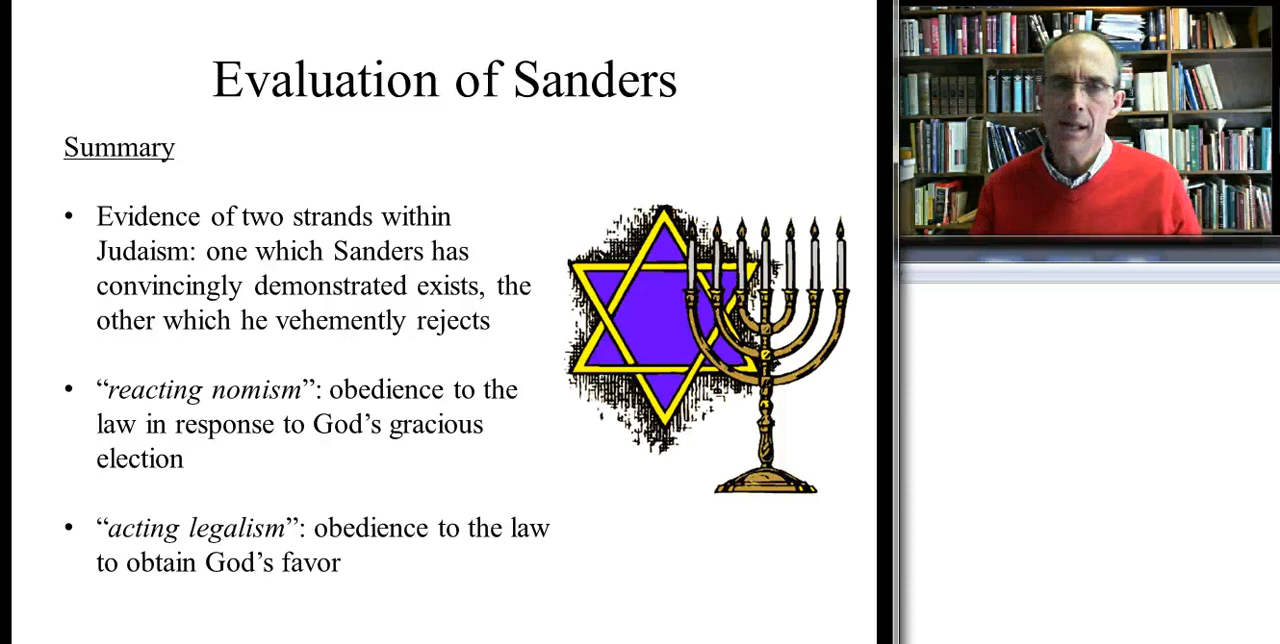 Evaluation of Sanders
Summary
• Evidence of two strands within
Judaism: one which Sanders has
convincingly demonstrated exists, the
other which he vehemently rejects
• “reacting nomism”: obedience to the
law in response to God’s gracious
election
• “acting legalism”: obedience to the law
to obtain God’s favor